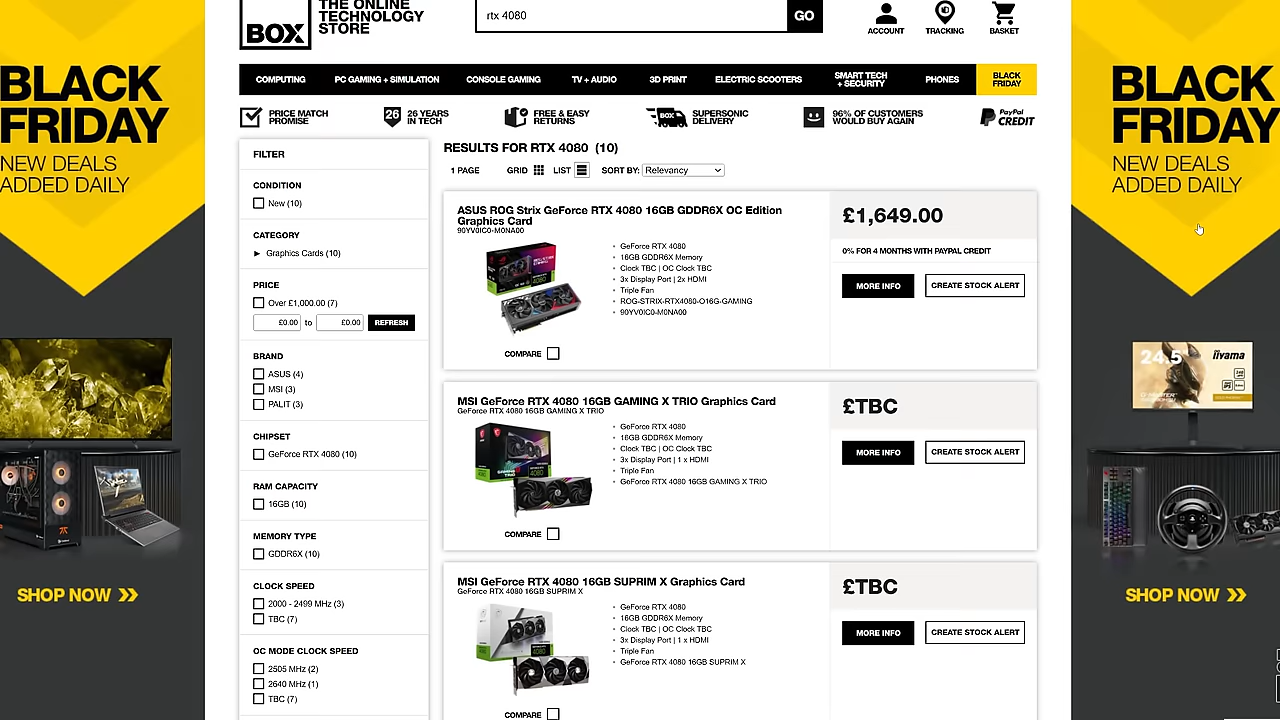 BOX
THE ONLINE
TECHNOLOGY
STORE
rtx 4080
GO
ACCOUNT
TRACKING
BASKET
COMPUTING
PC GAMING + SIMULATION
CONSOLE GAMING
TV + AUDIO
3D PRINT
ELECTRIC SCOOTERS
SMART TECH
+ SECURITY
PHONES
BLACK
FRIDAY
PRICE MATCH
PROMISE
26
26 YEARS
IN TECH
FREE & EASY
RETURNS
BOX
SUPERSONIC
DELIVERY
96% OF CUSTOMERS
WOULD BUY AGAIN
PayPal
CREDIT
BLACK
FRIDAY
NEW DEALS
ADDED DAILY
SHOP NOW
FILTER
CONDITION
New (10)
CATEGORY
Graphics Cards (10)
PRICE
Over £1,000.00 (7)
£0.00 to £0.00 REFRESH
BRAND
ASUS (4)
MSI (3)
PALIT (3)
CHIPSET
GeForce RTX 4080 (10)
RAM CAPACITY
16GB (10)
MEMORY TYPE
GDDR6X (10)
CLOCK SPEED
2000 - 2499 MHz (3)
TBC (7)
OC MODE CLOCK SPEED
2505 MHz (2)
2640 MHz (1)
TBC (7)
RESULTS FOR RTX 4080 (10)
1 PAGE GRID LIST SORT BY: Relevancy
ASUS ROG Strix GeForce RTX 4080 16GB GDDR6X OC Edition
Graphics Card
90YV0IC0-M0NA00
GeForce RTX 4080
16GB GDDR6X Memory
Clock TBC | OC Clock TBC
3x Display Port | 2x HDMI
Triple Fan
ROG-STRIX-RTX4080-O16G-GAMING
90YV0IC0-M0NA00
COMPARE
£1,649.00
0% FOR 4 MONTHS WITH PAYPAL CREDIT
MORE INFO
CREATE STOCK ALERT
MSI GeForce RTX 4080 16GB GAMING X TRIO Graphics Card
GeForce RTX 4080 16GB GAMING X TRIO
GeForce RTX 4080
16GB GDDR6X Memory
Clock TBC | OC Clock TBC
3x Display Port | 1 x HDMI
Triple Fan
GeForce RTX 4080 16GB GAMING X TRIO
COMPARE
£TBC
MORE INFO
CREATE STOCK ALERT
MSI GeForce RTX 4080 16GB SUPRIM X Graphics Card
GeForce RTX 4080 16GB SUPRIM X
GeForce RTX 4080
16GB GDDR6X Memory
Clock TBC | OC Clock TBC
3x Display Port | 1 x HDMI
Triple Fan
GeForce RTX 4080 16GB SUPRIM X
COMPARE
£TBC
MORE INFO
CREATE STOCK ALERT
BLACK
FRIDAY
NEW DEALS
ADDED DAILY
24.5
iiyama
SHOP NOW